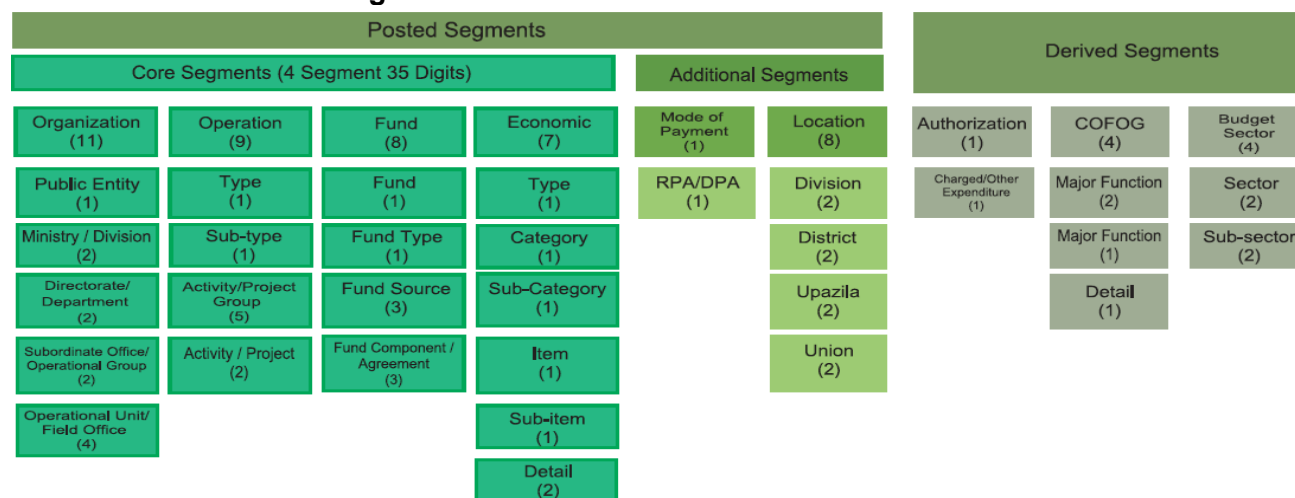 Posted Segments
Derived Segments
Core Segments (4 Segment 35 Digits)
Additional Segments
Organization
(11)
Operation
(9)
Fund
(8)
Economic
(7)
Mode of
Payment
(1)
Location
(8)
Authorization
(1)
COFOG
(4)
Budget
Sector
(4)
Public Entity
(1)
Type
(1)
Fund
(1)
Type
(1)
RPA/DPA
(1)
Division
(2)
Charged/Other
Expenditure
(1)
Major Function
(2)
Sector
(2)
Ministry / Division
(2)
Sub-type
(1)
Fund Type
(1)
Category
(1)
District
(2)
Major Function
(1)
Sub-sector
(2)
Directorate/
Department
(2)
Activity/Project
Group
(5)
Fund Source
(3)
Sub-Category
(1)
Upazila
(2)
Detail
(1)
Subordinate Office/
Operational Group
(2)
Activity / Project
(2)
Fund Component /
Agreement
(3)
Item
(1)
Union
(2)
Operational Unit/
Field Office
(4)
Sub-item
(1)
Detail
(2)